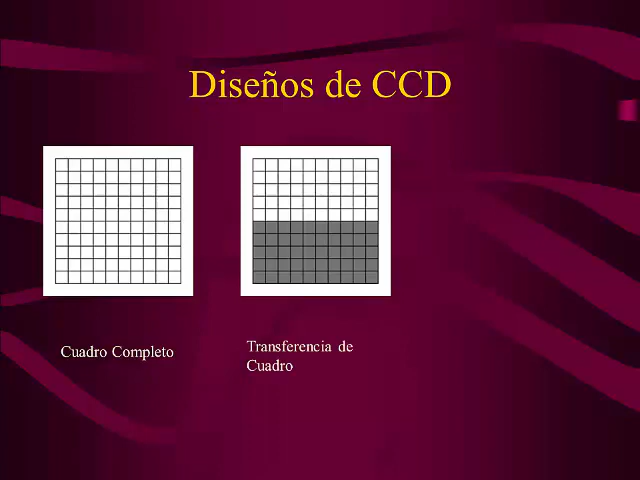 Diseños de CCD
Cuadro Completo
Transferencia de
Cuadro